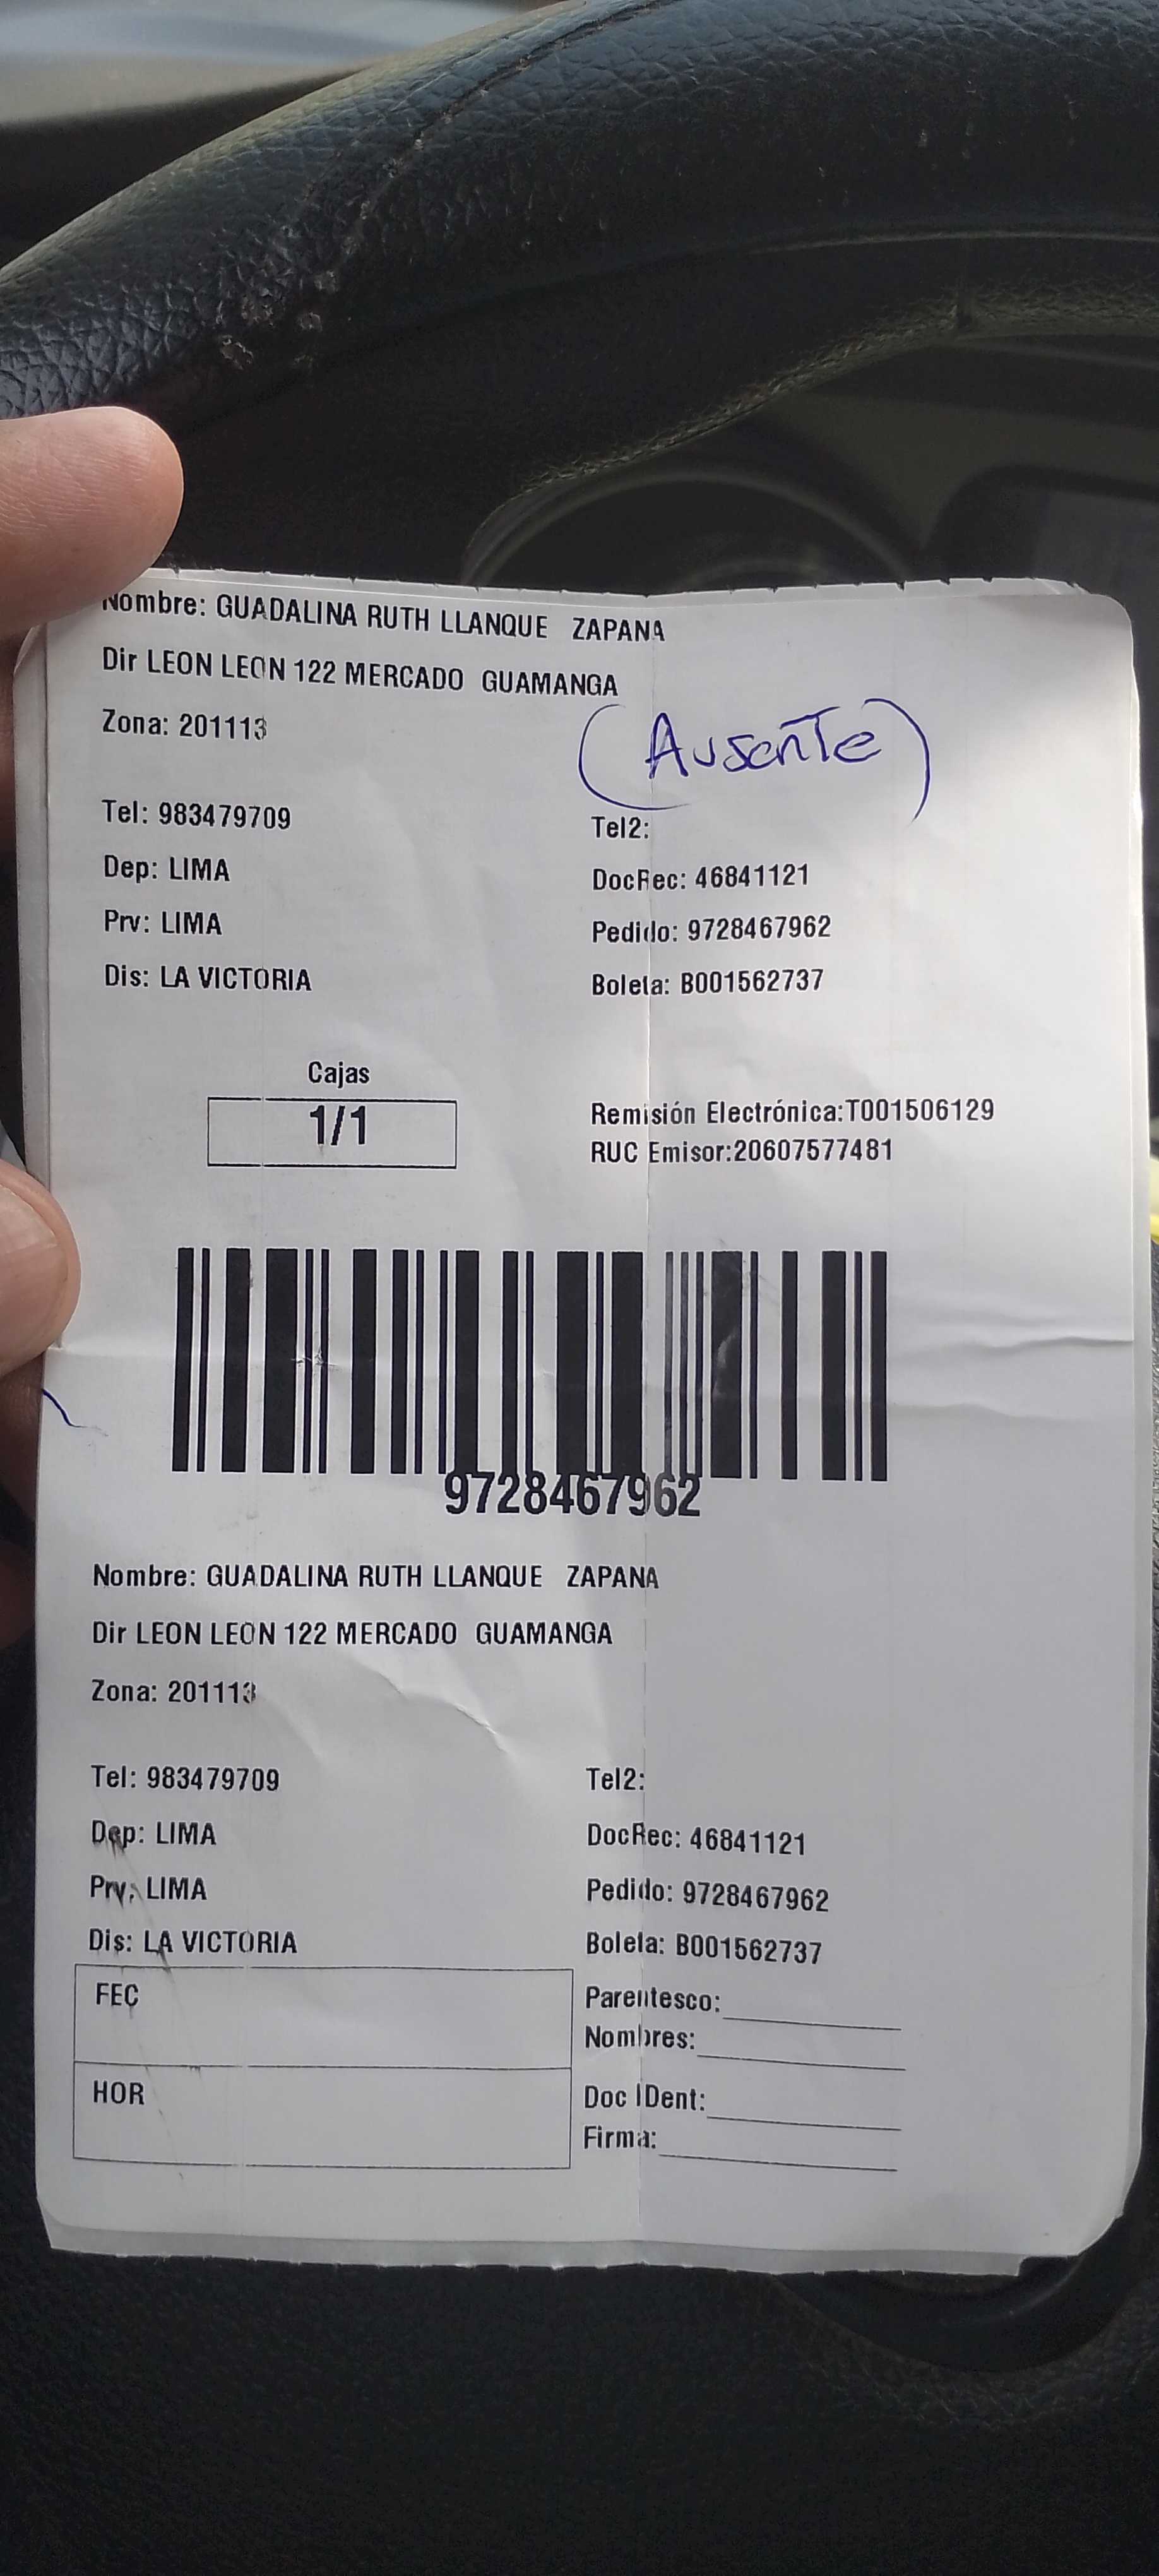 Nombre: GUADALINA RUTH LLANQUE ZAPANA
Dir LEON LEON 122 MERCADO GUAMANGA
Zona: 201113
(Ausente)
Tel: 983479709
Tel2:
Dep: LIMA
DocRec: 46841121
Prv: LIMA
Pedido: 9728467962
Dis: LA VICTORIA
Boleta: B001562737
Cajas
1/1
Remisión Electrónica:T001506129
RUC Emisor:20607577481
9728467962
Nombre: GUADALINA RUTH LLANQUE ZAPANA
Dir LEON LEON 122 MERCADO GUAMANGA
Zona: 201113
Tel: 983479709
Tel2:
Dep: LIMA
DocRec: 46841121
Prv: LIMA
Pedido: 9728467962
Dis: LA VICTORIA
Boleta: B001562737
FEC
Parentesco:
Nombres:
HOR
Doc IDent:
Firma: